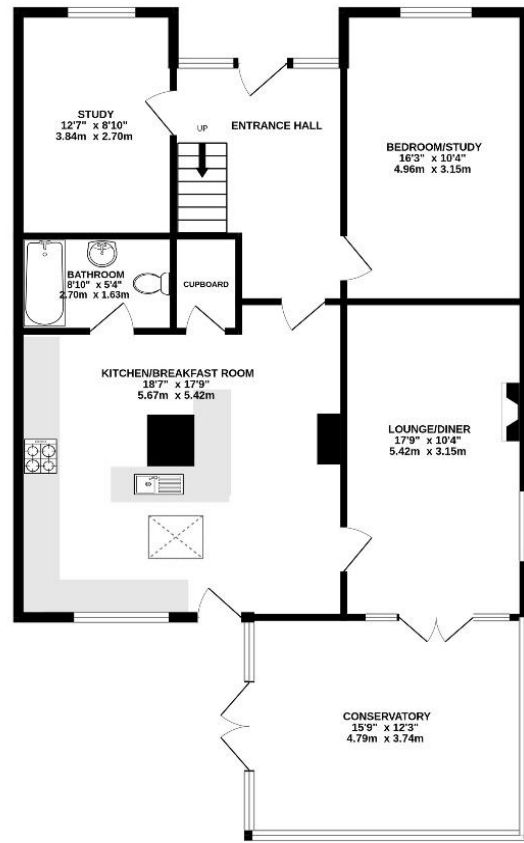 STUDY
12'7" x 8'10"
3.84m x 2.70m
UP
ENTRANCE HALL
BEDROOM/STUDY
16'3" x 10'4"
4.96m x 3.15m
BATHROOM
8'10" x 5'4"
2.70m x 1.63m
CUPBOARD
KITCHEN/BREAKFAST ROOM
18'7" x 17'9"
5.67m x 5.42m
LOUNGE/DINER
17'9" x 10'4"
5.42m x 3.15m
CONSERVATORY
15'9" x 12'3"
4.79m x 3.74m